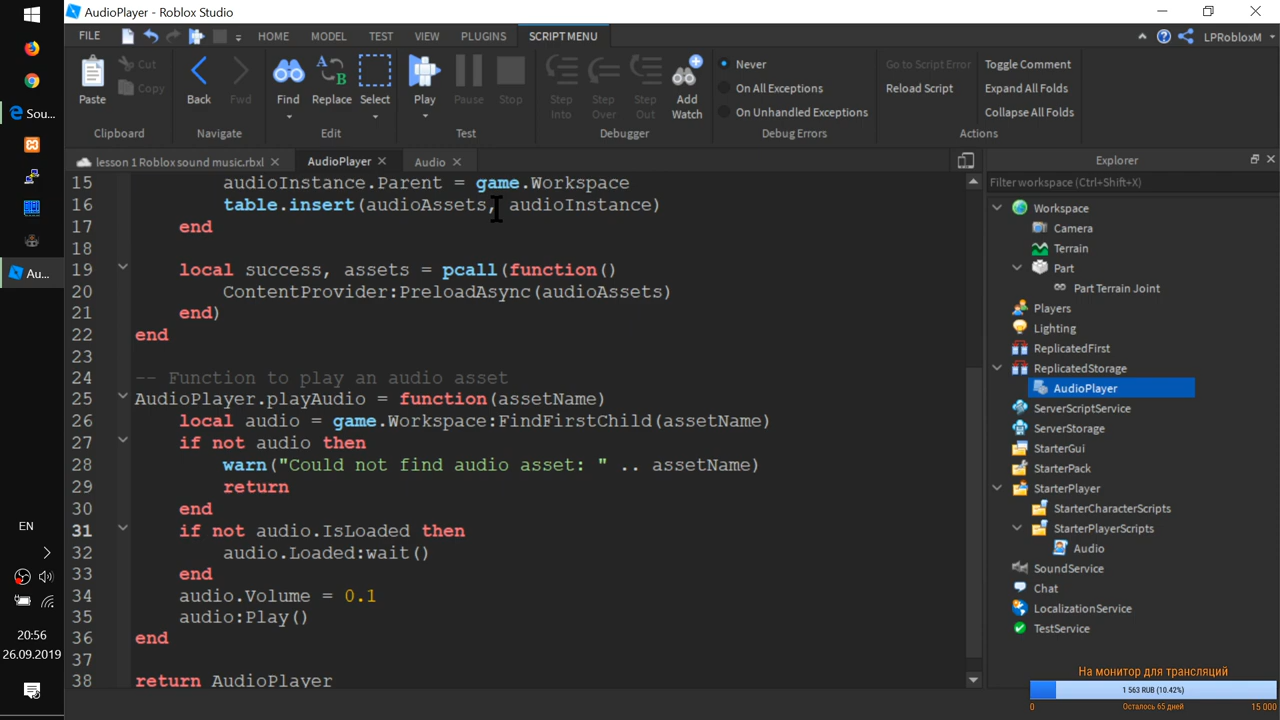 AudioPlayer - Roblox Studio
FILE HOME MODEL TEST VIEW PLUGINS SCRIPT MENU LPRobloxM
Paste Cut Copy Back Fwd Find Replace Select Play Pause Stop Step Into Step Over Step Out Add Watch
Never
On All Exceptions
On Unhandled Exceptions
Go to Script Error
Reload Script
Toggle Comment
Expand All Folds
Collapse All Folds
Clipboard Navigate Edit Test Debugger Debug Errors Actions
lesson 1 Roblox sound music.rbxl AudioPlayer Audio
15 audioInstance.Parent = game.Workspace
16 table.insert(audioAssets, audioInstance)
17 end
18
19 local success, assets = pcall(function()
20 ContentProvider:PreloadAsync(audioAssets)
21 end)
22 end
23
24 -- Function to play an audio asset
25 AudioPlayer.playAudio = function(assetName)
26 local audio = game.Workspace:FindFirstChild(assetName)
27 if not audio then
28 warn("Could not find audio asset: " .. assetName)
29 return
30 end
31 if not audio.IsLoaded then
32 audio.Loaded:wait()
33 end
34 audio.Volume = 0.1
35 audio:Play()
36 end
37
38 return AudioPlayer
Explorer
Filter workspace (Ctrl+Shift+X)
Workspace
Camera
Terrain
Part
Part Terrain Joint
Players
Lighting
ReplicatedFirst
ReplicatedStorage
AudioPlayer
ServerScriptService
ServerStorage
StarterGui
StarterPack
StarterPlayer
StarterCharacterScripts
StarterPlayerScripts
Audio
SoundService
Chat
LocalizationService
TestService
На монитор для трансляций
1 563 RUB (10.42%)
0 Осталось 65 дней 15 000
Sou...
Au...
EN
20:56
26.09.2019